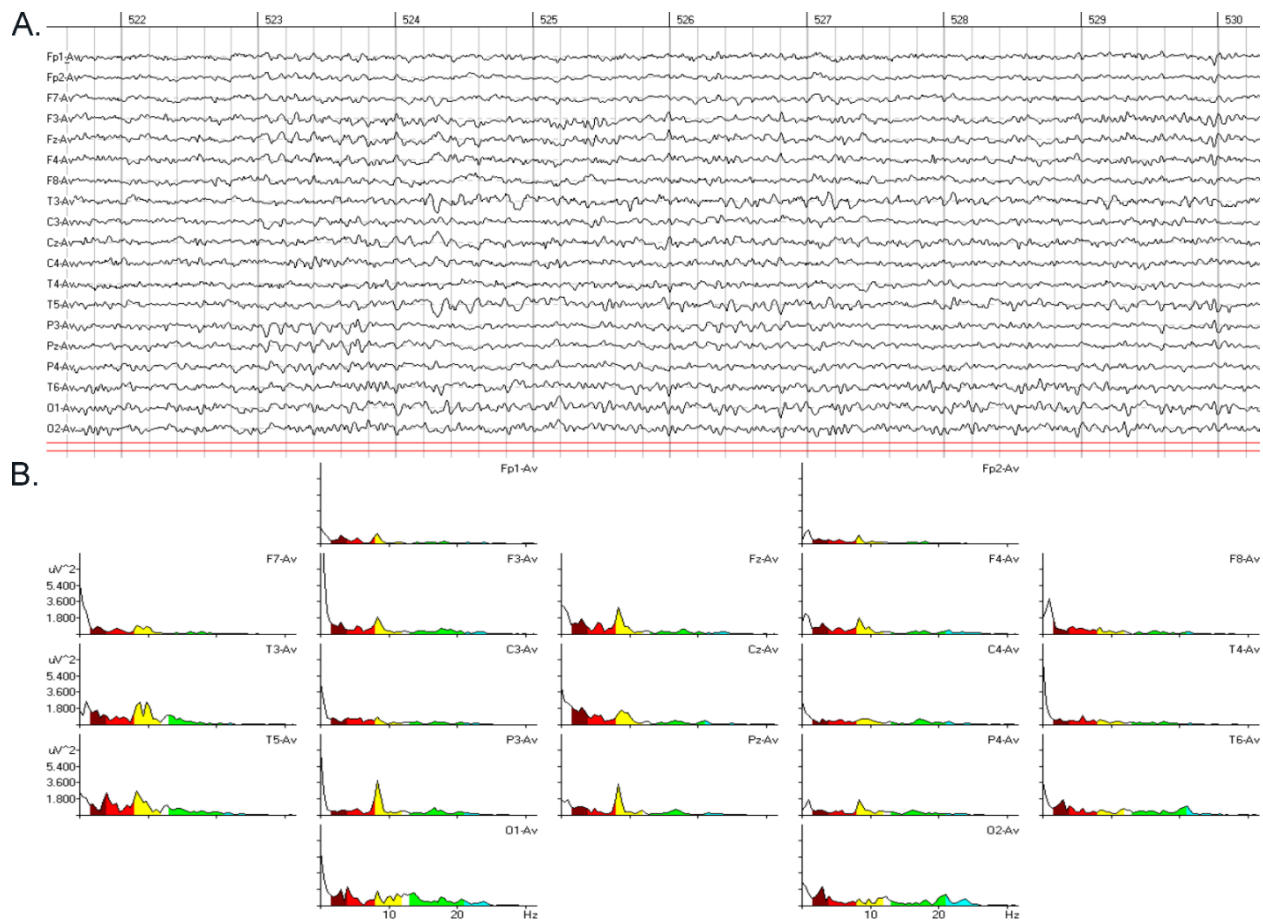 A.
522 523 524 525 526 527 528 529 530
Fp1-Av
Fp2-Av
F7-Av
F3-Av
Fz-Av
F4-Av
F8-Av
T3-Av
C3-Av
Cz-Av
C4-Av
T4-Av
T5-Av
P3-Av
Pz-Av
P4-Av
T6-Av
O1-Av
O2-Av
B.
Fp1-Av Fp2-Av
F7-Av F3-Av Fz-Av F4-Av F8-Av
uV^2
5.400
3.600
1.800
T3-Av C3-Av Cz-Av C4-Av T4-Av
uV^2
5.400
3.600
1.800
T5-Av P3-Av Pz-Av P4-Av T6-Av
uV^2
5.400
3.600
1.800
O1-Av O2-Av
10 20 Hz 10 20 Hz